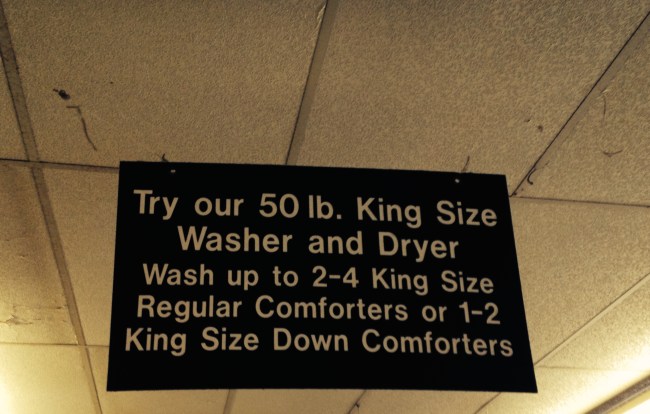 Try our 50 lb. King Size
Washer and Dryer
Wash up to 2-4 King Size
Regular Comforters or 1-2
King Size Down Comforters